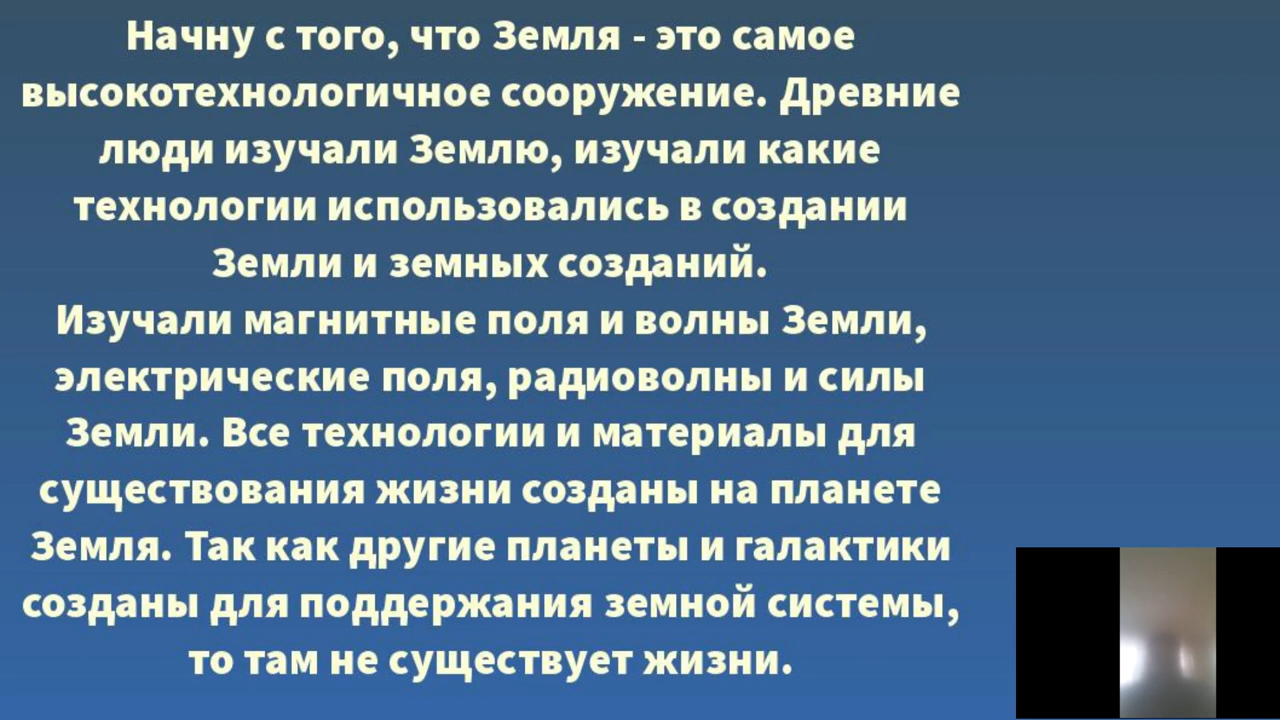 Начну с того, что Земля - это самое
высокотехнологичное сооружение. Древние
люди изучали Землю, изучали какие
технологии использовались в создании
Земли и земных созданий.
Изучали магнитные поля и волны Земли,
электрические поля, радиоволны и силы
Земли. Все технологии и материалы для
существования жизни созданы на планете
Земля. Так как другие планеты и галактики
созданы для поддержания земной системы,
то там не существует жизни.